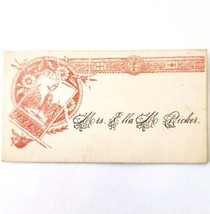 Mrs. Ella M. Ricker.